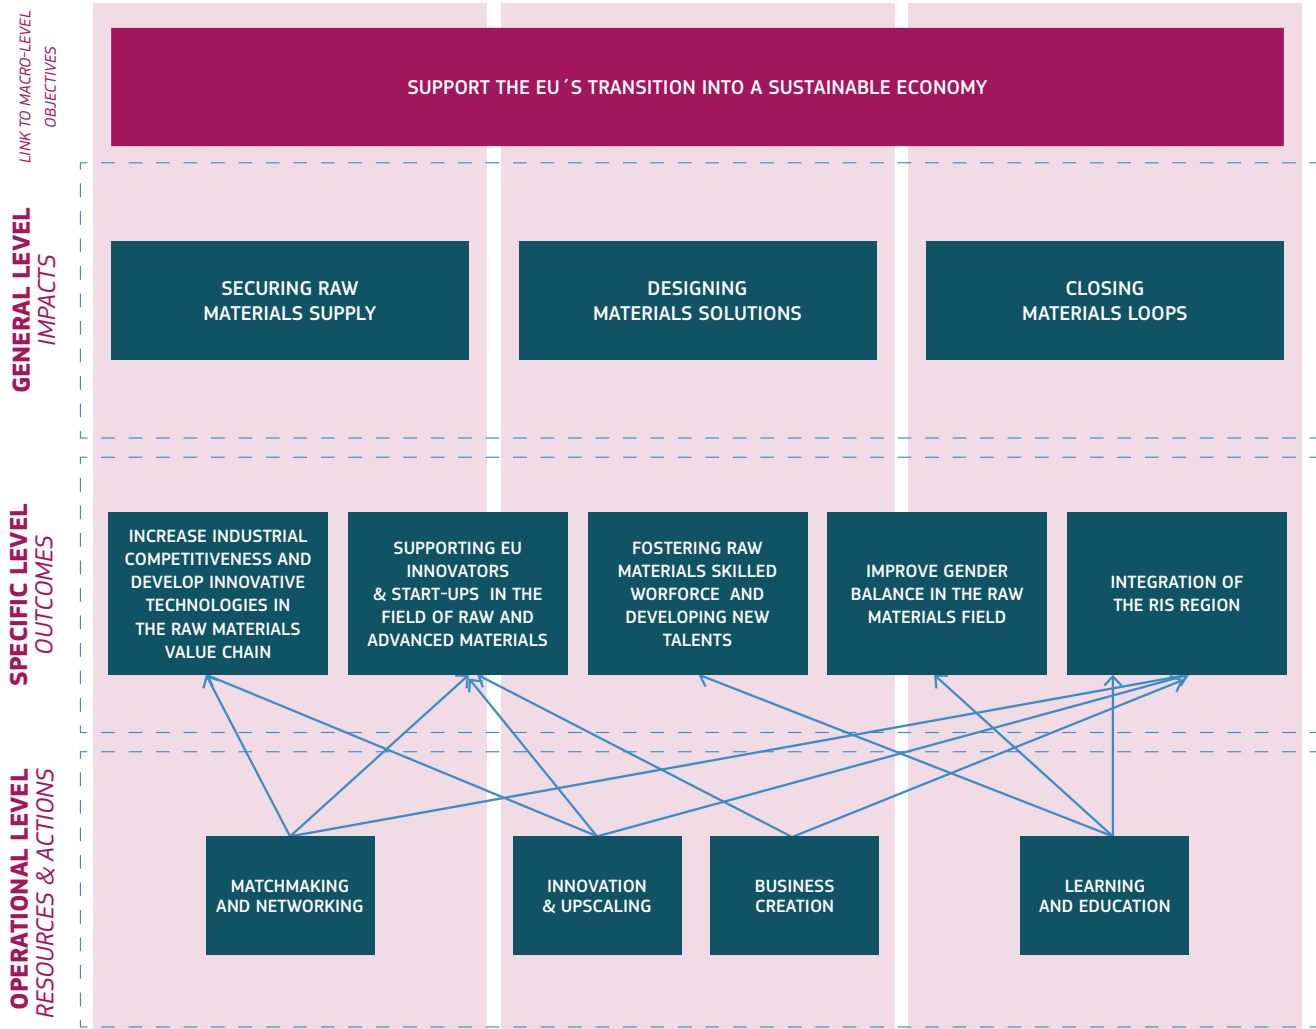 LINK TO MACRO-LEVEL
OBJECTIVES
SUPPORT THE EU´S TRANSITION INTO A SUSTAINABLE ECONOMY
GENERAL LEVEL
IMPACTS
SECURING RAW
MATERIALS SUPPLY
DESIGNING
MATERIALS SOLUTIONS
CLOSING
MATERIALS LOOPS
SPECIFIC LEVEL
OUTCOMES
INCREASE INDUSTRIAL
COMPETITIVENESS AND
DEVELOP INNOVATIVE
TECHNOLOGIES IN
THE RAW MATERIALS
VALUE CHAIN
SUPPORTING EU
INNOVATORS
& START-UPS IN THE
FIELD OF RAW AND
ADVANCED MATERIALS
FOSTERING RAW
MATERIALS SKILLED
WORFORCE AND
DEVELOPING NEW
TALENTS
IMPROVE GENDER
BALANCE IN THE RAW
MATERIALS FIELD
INTEGRATION OF
THE RIS REGION
OPERATIONAL LEVEL
RESOURCES & ACTIONS
MATCHMAKING
AND NETWORKING
INNOVATION
& UPSCALING
BUSINESS
CREATION
LEARNING
AND EDUCATION